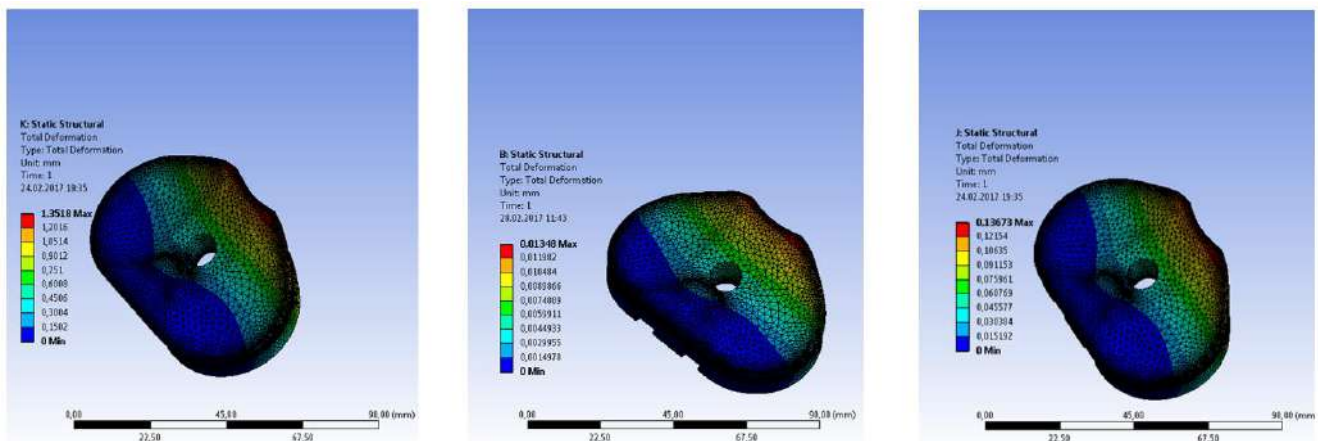 K: Static Structural
Total Deformation
Type: Total Deformation
Unit: mm
Time: 1
24.02.2017 19:35
1,3518 Max
1,2016
1,0514
0,9012
0,751
0,6008
0,4506
0,3004
0,1502
0 Min
0,00
45,00
90,00 (mm)
22,50
67,50
B: Static Structural
Total Deformation
Type: Total Deformation
Unit: mm
Time: 1
28.02.2017 11:43
0,01348 Max
0,011982
0,010484
0,0089866
0,0074889
0,0059911
0,0044933
0,0029955
0,0014978
0 Min
0,00
45,00
90,00 (mm)
22,50
67,50
J: Static Structural
Total Deformation
Type: Total Deformation
Unit: mm
Time: 1
24.02.2017 19:35
0,13673 Max
0,12154
0,10635
0,091153
0,075961
0,060769
0,045577
0,030384
0,015192
0 Min
0,00
45,00
90,00 (mm)
22,50
67,50